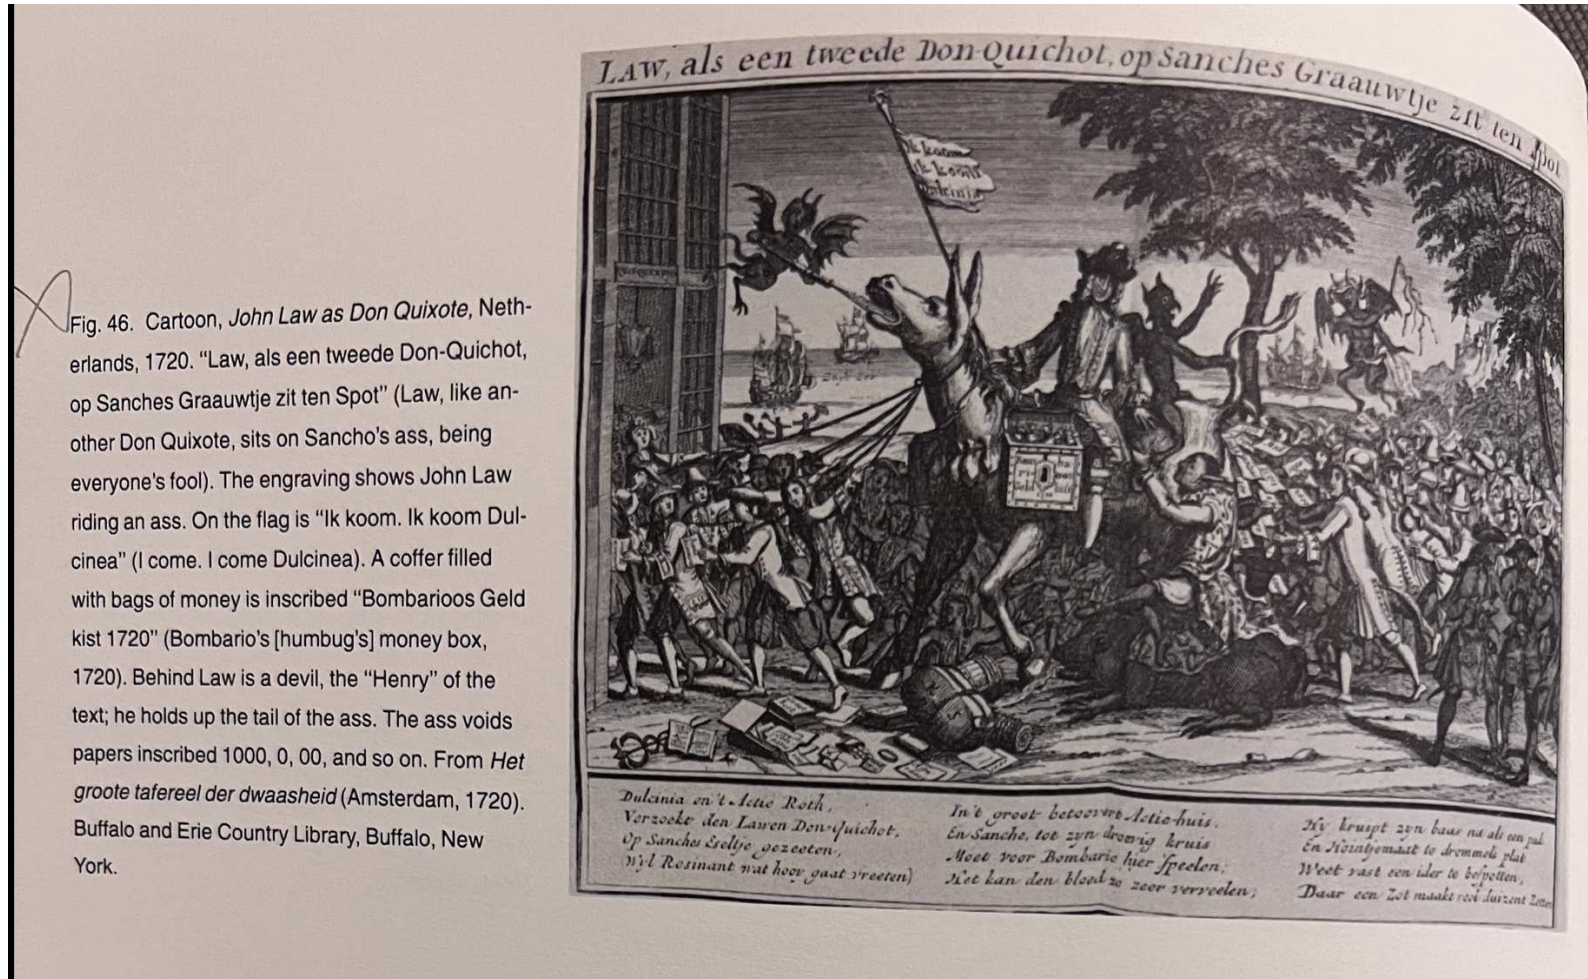 Fig. 46. Cartoon, John Law as Don Quixote, Neth-
erlands, 1720. “Law, als een tweede Don-Quichot,
op Sanches Graauwtje zit ten Spot” (Law, like an-
other Don Quixote, sits on Sancho's ass, being
everyone's fool). The engraving shows John Law
riding an ass. On the flag is “Ik koom. Ik koom Dul-
cinea” (I come. I come Dulcinea). A coffer filled
with bags of money is inscribed “Bombarioos Geld
kist 1720” (Bombario's [humbug's] money box,
1720). Behind Law is a devil, the “Henry” of the
text; he holds up the tail of the ass. The ass voids
papers inscribed 1000, 0, 00, and so on. From Het
groote tafereel der dwaasheid (Amsterdam, 1720).
Buffalo and Erie Country Library, Buffalo, New
York.
LAW, als een tweede Don-Quichot, op Sanches Graauwtje zit ten Spot
Ik koom
Ik koom
Dulcinia
Dulcinia en't Actie Roth,
Verzoekt den Lawen Don-Quichot,
Op Sanches Eseltje gezeeten,
Wyl Rosinant wat hooy gaat vreeten)
In't groot betoovert Actie-huis.
En Sanche, tot zyn droevig kruis
Moet voor Bombario hier speelen;
Het kan den bloed zo zeer verveelen;
Hy kruipt zyn baas na als een pad
En Heintjemaat te drommels plat
Weet vast een ider te bespotten,
Daar een Zot maakt veel duizent Zotten